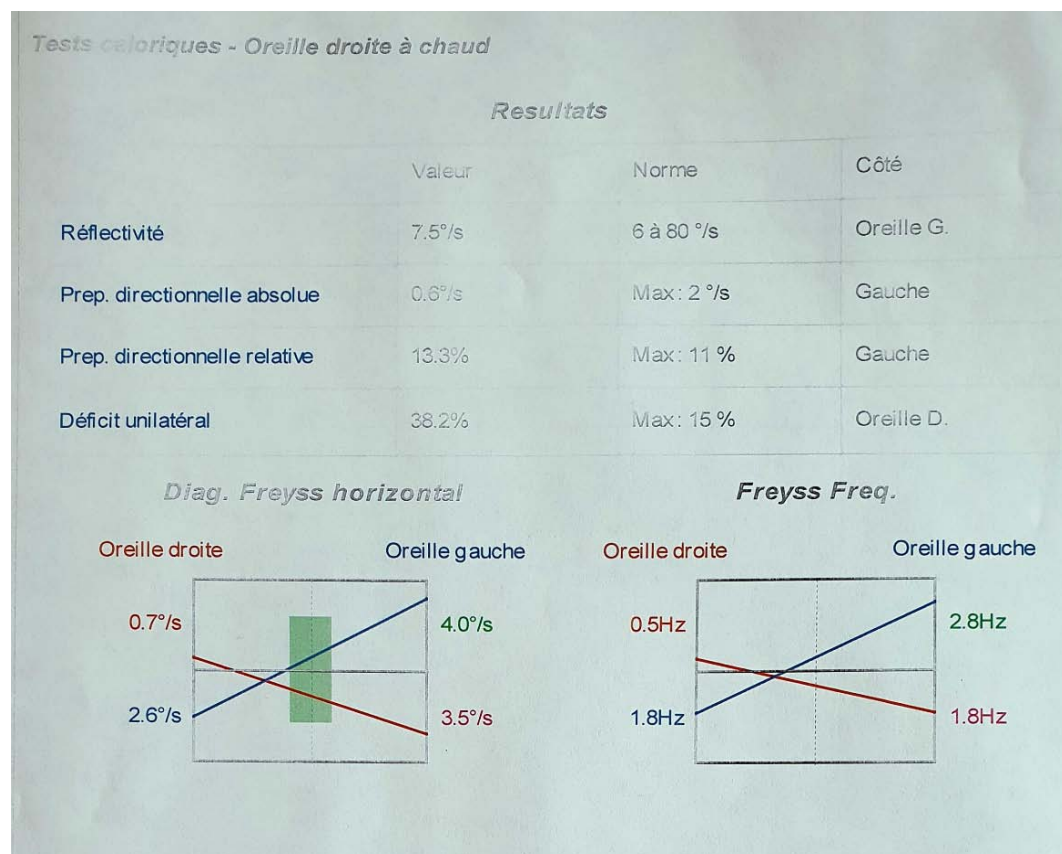 Tests caloriques - Oreille droite à chaud
Resultats
Valeur Norme Côté
Réflectivité 7.5°/s 6 à 80 °/s Oreille G.
Prep. directionnelle absolue 0.6°/s Max: 2 °/s Gauche
Prep. directionnelle relative 13.3% Max: 11 % Gauche
Déficit unilatéral 38.2% Max: 15 % Oreille D.
Diag. Freyss horizontal Freyss Freq.
Oreille droite Oreille gauche Oreille droite Oreille gauche
0.7°/s 4.0°/s 0.5Hz 2.8Hz
2.6°/s 3.5°/s 1.8Hz 1.8Hz